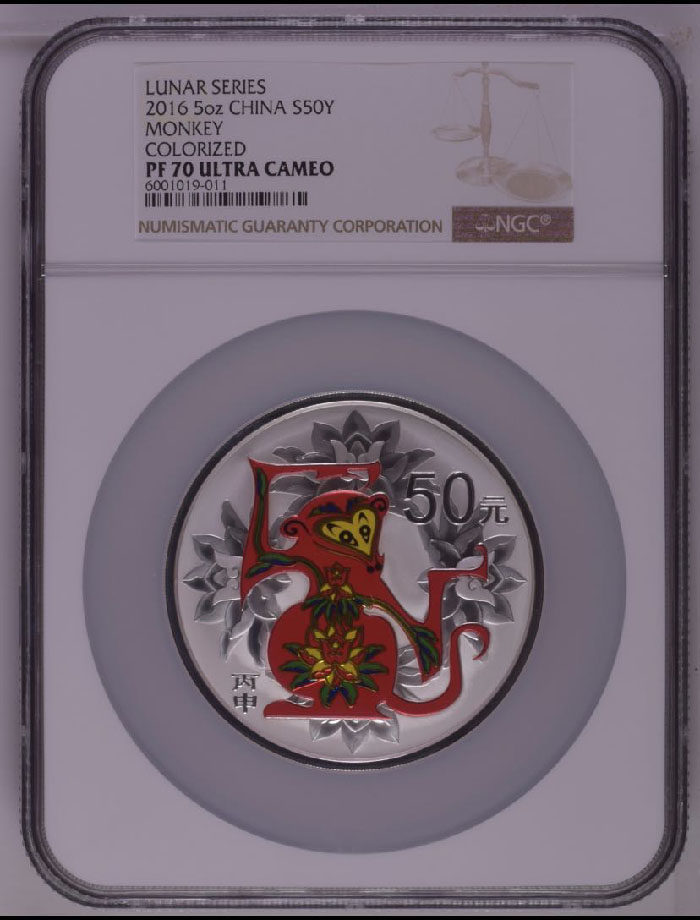 LUNAR SERIES
2016 5oz CHINA S50Y
MONKEY
COLORIZED
PF 70 ULTRA CAMEO
6001019-011
NUMISMATIC GUARANTY CORPORATION
NGC®
50元
丙申